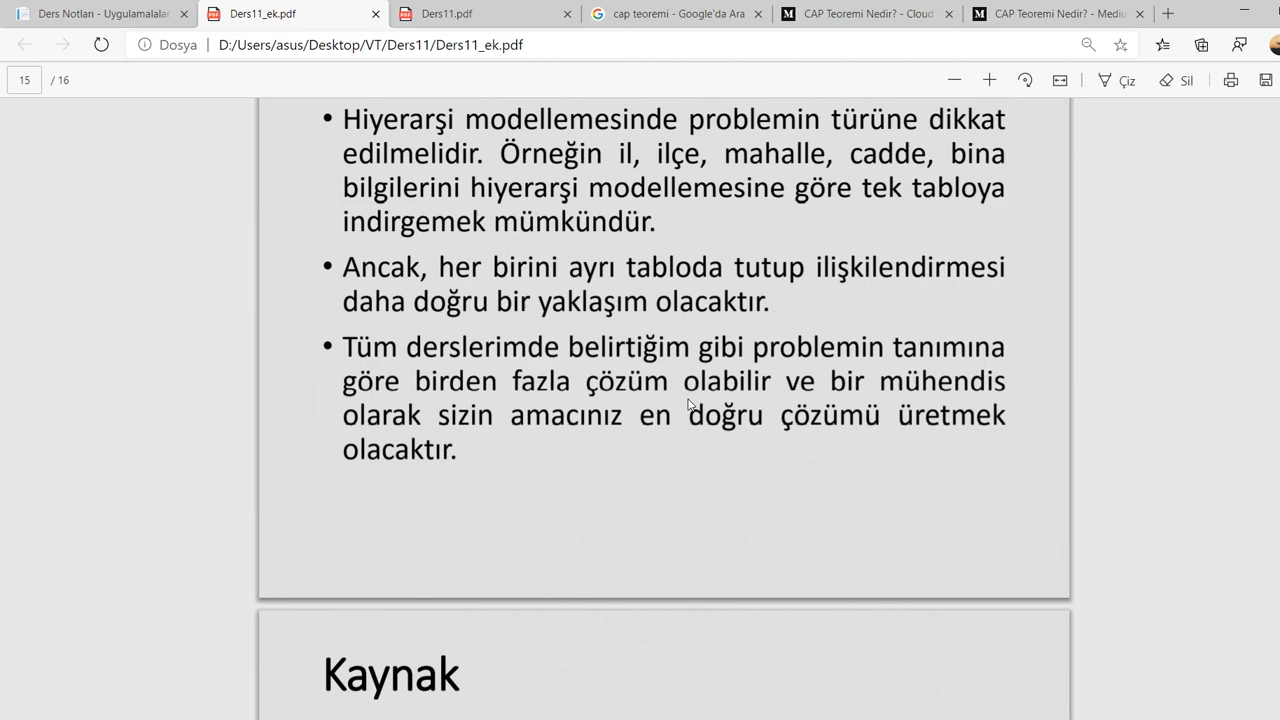 Ders Notları - Uygulamalalar
Ders11_ek.pdf
Ders11.pdf
cap teoremi - Google'da Ara
CAP Teoremi Nedir? - Cloud
CAP Teoremi Nedir? - Mediu
Dosya
D:/Users/asus/Desktop/VT/Ders11/Ders11_ek.pdf
15 / 16
Çiz
Sil
• Hiyerarşi modellemesinde problemin türüne dikkat
edilmelidir. Örneğin il, ilçe, mahalle, cadde, bina
bilgilerini hiyerarşi modellemesine göre tek tabloya
indirgemek mümkündür.
• Ancak, her birini ayrı tabloda tutup ilişkilendirmesi
daha doğru bir yaklaşım olacaktır.
• Tüm derslerimde belirtiğim gibi problemin tanımına
göre birden fazla çözüm olabilir ve bir mühendis
olarak sizin amacınız en doğru çözümü üretmek
olacaktır.
Kaynak